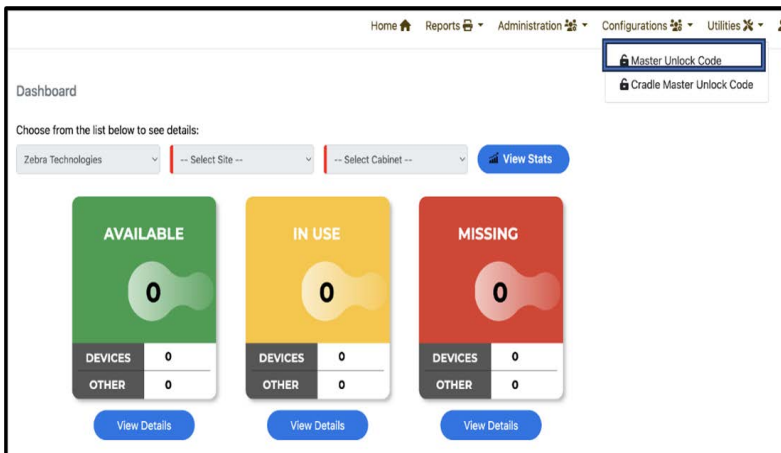 Home Reports Administration Configurations Utilities
Master Unlock Code
Cradle Master Unlock Code
Dashboard
Choose from the list below to see details:
Zebra Technologies -- Select Site -- -- Select Cabinet -- View Stats
AVAILABLE IN USE MISSING
0 0 0
DEVICES 0 DEVICES 0 DEVICES 0
OTHER 0 OTHER 0 OTHER 0
View Details View Details View Details